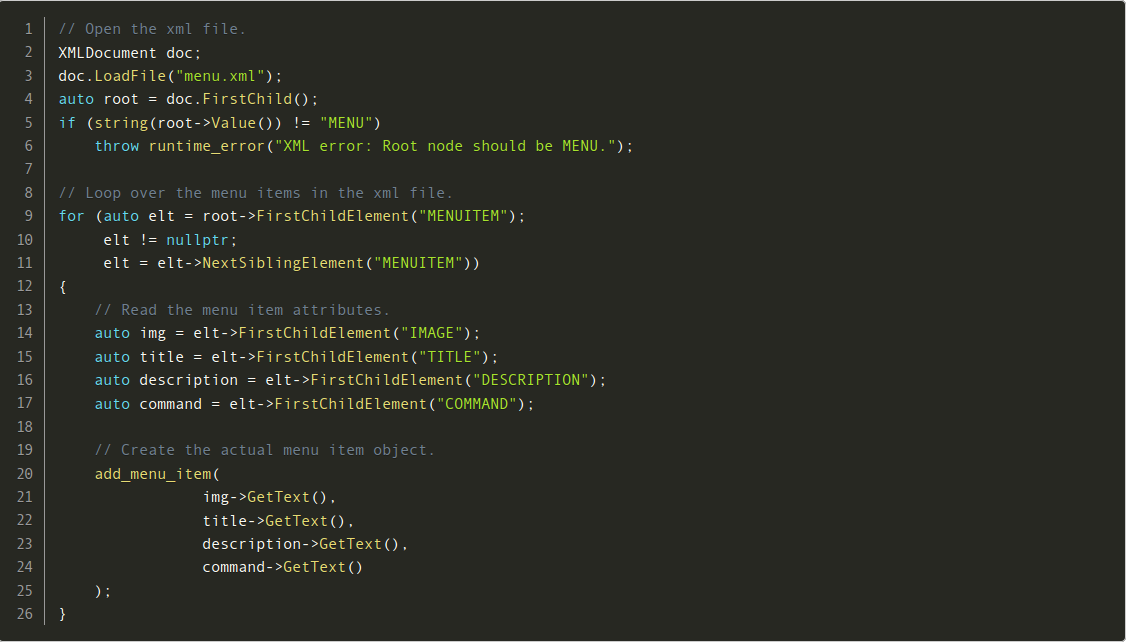 1 // Open the xml file.
2 XMLDocument doc;
3 doc.LoadFile("menu.xml");
4 auto root = doc.FirstChild();
5 if (string(root->Value()) != "MENU")
6     throw runtime_error("XML error: Root node should be MENU.");
7
8 // Loop over the menu items in the xml file.
9 for (auto elt = root->FirstChildElement("MENUITEM");
10      elt != nullptr;
11      elt = elt->NextSiblingElement("MENUITEM"))
12 {
13     // Read the menu item attributes.
14     auto img = elt->FirstChildElement("IMAGE");
15     auto title = elt->FirstChildElement("TITLE");
16     auto description = elt->FirstChildElement("DESCRIPTION");
17     auto command = elt->FirstChildElement("COMMAND");
18
19     // Create the actual menu item object.
20     add_menu_item(
21                 img->GetText(),
22                 title->GetText(),
23                 description->GetText(),
24                 command->GetText()
25     );
26 }